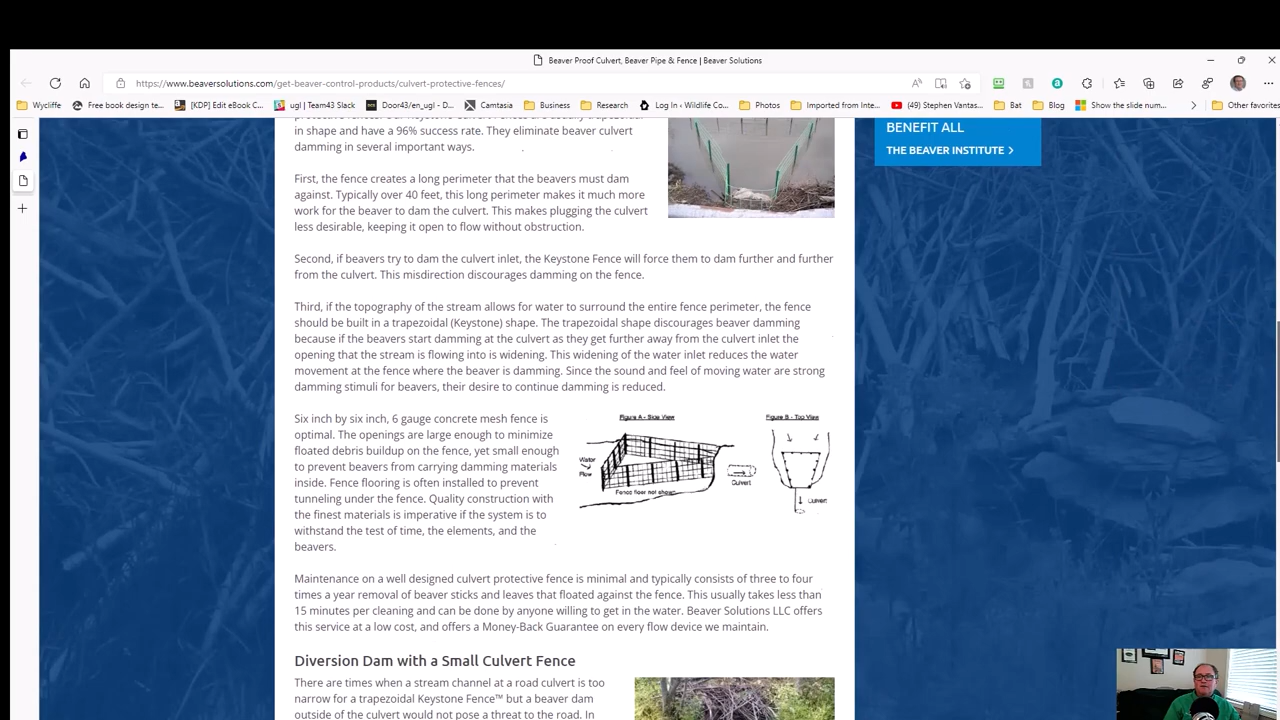 Beaver Proof Culvert, Beaver Pipe & Fence | Beaver Solutions
https://www.beaversolutions.com/get-beaver-control-products/culvert-protective-fences/
Wycliffe
Free book design te...
[KDP] Edit eBook C...
ugl | Team43 Slack
Door43/en_ugl - D...
Camtasia
Business
Research
Log In ‹ Wildlife Co...
Photos
Imported from Inte...
(49) Stephen Vantas...
Bat
Blog
Show the slide num...
Other favorites
in shape and have a 96% success rate. They eliminate beaver culvert
damming in several important ways.
First, the fence creates a long perimeter that the beavers must dam
against. Typically over 40 feet, this long perimeter makes it much more
work for the beaver to dam the culvert. This makes plugging the culvert
less desirable, keeping it open to flow without obstruction.
Second, if beavers try to dam the culvert inlet, the Keystone Fence will force them to dam further and further
from the culvert. This misdirection discourages damming on the fence.
Third, if the topography of the stream allows for water to surround the entire fence perimeter, the fence
should be built in a trapezoidal (Keystone) shape. The trapezoidal shape discourages beaver damming
because if the beavers start damming at the culvert as they get further away from the culvert inlet the
opening that the stream is flowing into is widening. This widening of the water inlet reduces the water
movement at the fence where the beaver is damming. Since the sound and feel of moving water are strong
damming stimuli for beavers, their desire to continue damming is reduced.
Six inch by six inch, 6 gauge concrete mesh fence is
optimal. The openings are large enough to minimize
floated debris buildup on the fence, yet small enough
to prevent beavers from carrying damming materials
inside. Fence flooring is often installed to prevent
tunneling under the fence. Quality construction with
the finest materials is imperative if the system is to
withstand the test of time, the elements, and the
beavers.
Figure A - Side View
Water
Flow
Fence floor not shown
Culvert
Figure B - Top View
Culvert
Maintenance on a well designed culvert protective fence is minimal and typically consists of three to four
times a year removal of beaver sticks and leaves that floated against the fence. This usually takes less than
15 minutes per cleaning and can be done by anyone willing to get in the water. Beaver Solutions LLC offers
this service at a low cost, and offers a Money-Back Guarantee on every flow device we maintain.
Diversion Dam with a Small Culvert Fence
There are times when a stream channel at a road culvert is too
narrow for a trapezoidal Keystone Fence™ but a beaver dam
outside of the culvert would not pose a threat to the road. In
BENEFIT ALL
THE BEAVER INSTITUTE